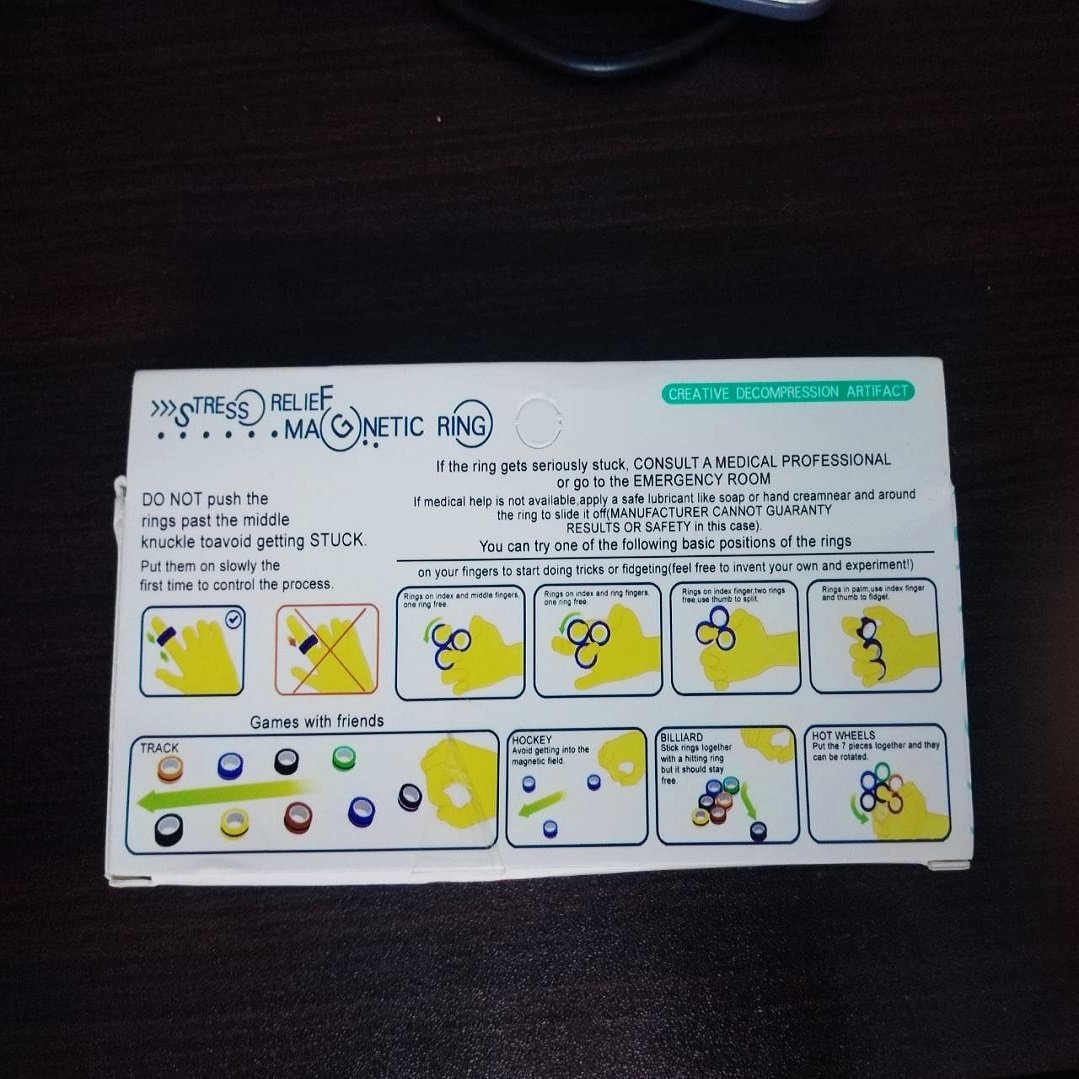 >>>STRESS RELIEF
MAGNETIC RING
CREATIVE DECOMPRESSION ARTIFACT
If the ring gets seriously stuck, CONSULT A MEDICAL PROFESSIONAL
or go to the EMERGENCY ROOM
If medical help is not available,apply a safe lubricant like soap or hand creamnear and around
the ring to slide it off(MANUFACTURER CANNOT GUARANTY
RESULTS OR SAFETY in this case).
You can try one of the following basic positions of the rings
on your fingers to start doing tricks or fidgeting(feel free to invent your own and experiment!)
DO NOT push the
rings past the middle
knuckle toavoid getting STUCK.
Put them on slowly the
first time to control the process.
Rings on index and middle fingers,
one ring free.
Rings on index and ring fingers,
one ring free.
Rings on index finger,two rings
free,use thumb to split.
Rings in palm,use index finger
and thumb to fidget.
Games with friends
TRACK
HOCKEY
Avoid getting into the
magnetic field.
BILLIARD
Stick rings together
with a hitting ring
but it should stay
free.
HOT WHEELS
Put the 7 pieces together and they
can be rotated.